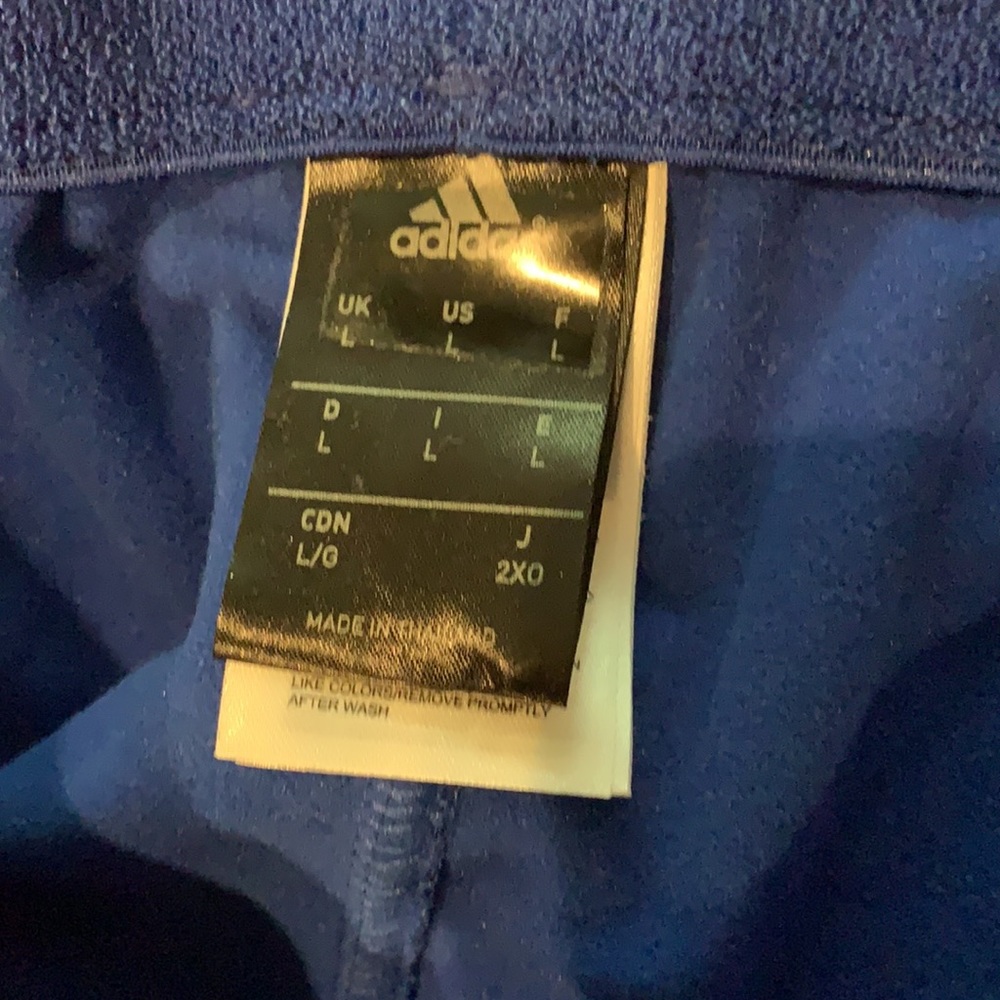 adidas
UK US F
L L L
D I E
L L L
CDN J
L/G 2XO
MADE IN THAILAND
LIKE COLORS/REMOVE PROMPTLY
AFTER WASH